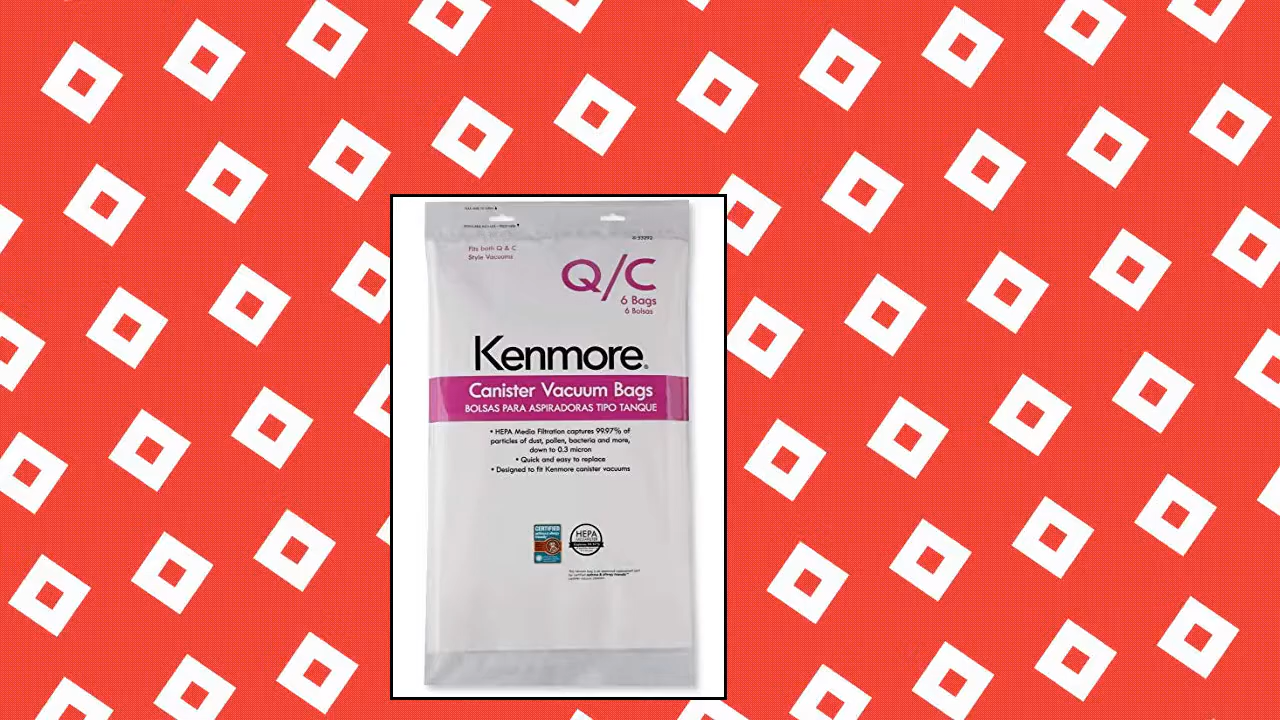 Fits both Q & C
Style Vacuums
Q/C
6 Bags
6 Bolsas
Kenmore®
Canister Vacuum Bags
BOLSAS PARA ASPIRADORAS TIPO TANQUE
• HEPA Media Filtration captures 99.97% of
particles of dust, pollen, bacteria and more,
down to 0.3 micron
• Quick and easy to replace
• Designed to fit Kenmore canister vacuums
CERTIFIED
HEPA